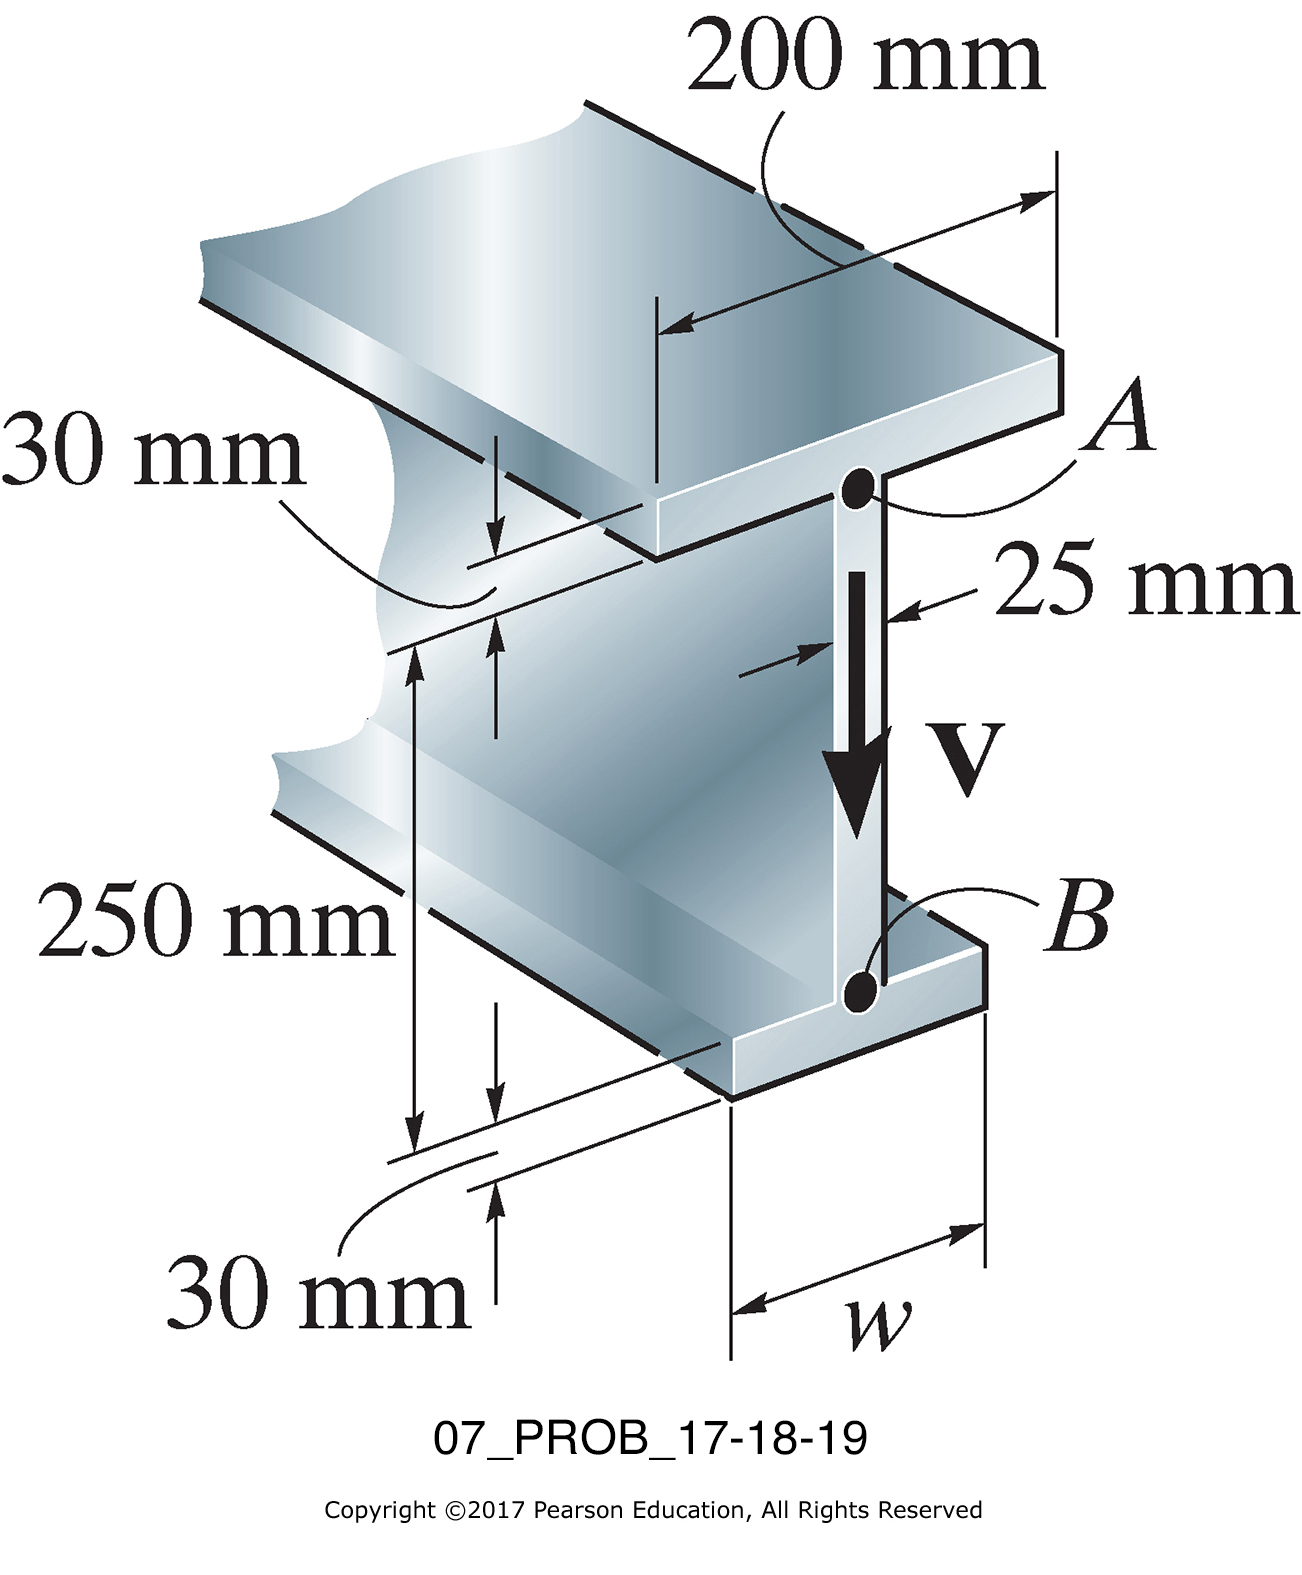 200 mm
A
30 mm
25 mm
V
B
250 mm
30 mm
w
07_PROB_17-18-19
Copyright ©2017 Pearson Education, All Rights Reserved